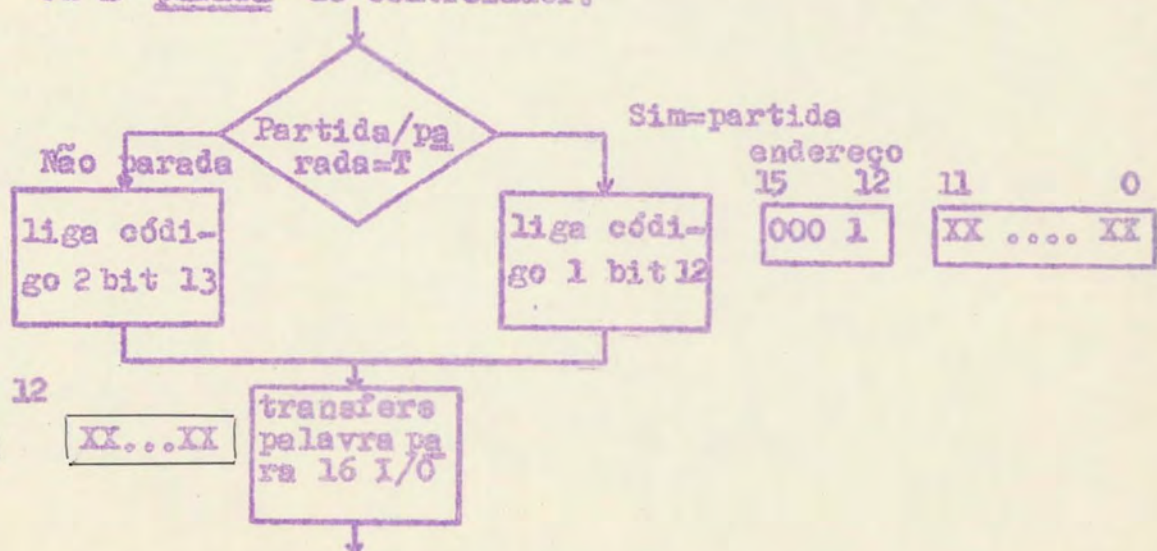 controlador;
Partida/pa
rada=T
Sim=partida
Não parada
endereço
15 12 11 0
000 1 XX .... XX
liga códi-
go 2 bit 13
liga códi-
go 1 bit 12
12
XX...XX
transfere
palavra pa
ra 16 I/O